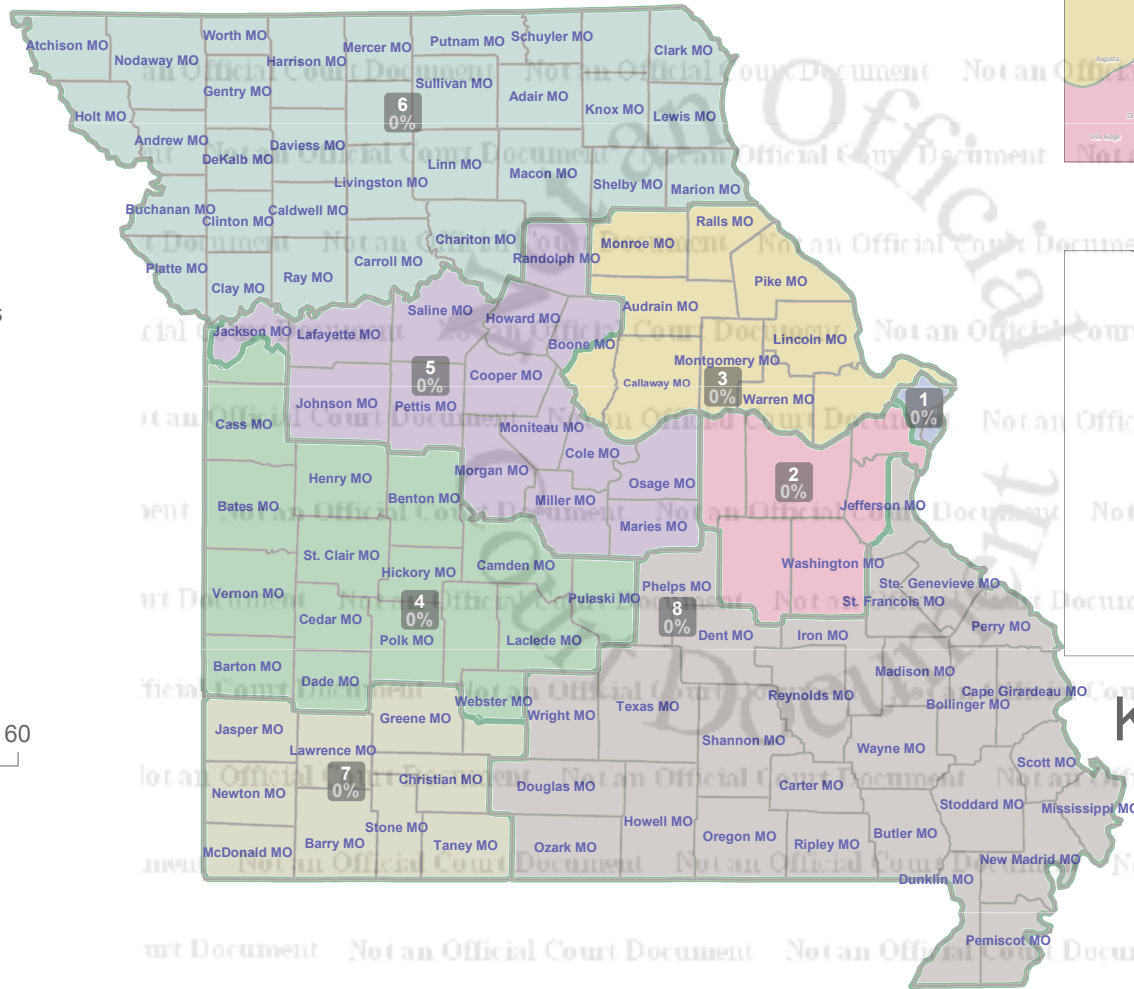 Atchison MO
Nodaway MO
Worth MO
Harrison MO
Mercer MO
Putnam MO
Schuyler MO
Clark MO
Gentry MO
Sullivan MO
Adair MO
Knox MO
Lewis MO
Holt MO
6
0%
Andrew MO
DeKalb MO
Daviess MO
Livingston MO
Linn MO
Macon MO
Shelby MO
Marion MO
Buchanan MO
Clinton MO
Caldwell MO
Chariton MO
Randolph MO
Monroe MO
Ralls MO
Platte MO
Clay MO
Ray MO
Carroll MO
Pike MO
Audrain MO
Jackson MO
Lafayette MO
Saline MO
Howard MO
Boone MO
Lincoln MO
Montgomery MO
5
0%
Cooper MO
Callaway MO
3
0%
Warren MO
1
0%
Johnson MO
Pettis MO
Cass MO
Moniteau MO
Cole MO
Morgan MO
Osage MO
2
0%
Henry MO
Benton MO
Miller MO
Maries MO
Jefferson MO
Bates MO
St. Clair MO
Hickory MO
Camden MO
Washington MO
Vernon MO
Pulaski MO
Phelps MO
Ste. Genevieve MO
St. Francois MO
4
0%
Cedar MO
Polk MO
Laclede MO
8
0%
Dent MO
Iron MO
Perry MO
Barton MO
Dade MO
Webster MO
Wright MO
Texas MO
Reynolds MO
Madison MO
Cape Girardeau MO
Bollinger MO
Jasper MO
Greene MO
Lawrence MO
Shannon MO
Wayne MO
Scott MO
7
0%
Christian MO
Newton MO
Douglas MO
Carter MO
Stoddard MO
Mississippi MO
Howell MO
Stone MO
Barry MO
Taney MO
McDonald MO
Ozark MO
Oregon MO
Ripley MO
Butler MO
New Madrid MO
Dunklin MO
Pemiscot MO
60
s
Augusta
Villa Ridge
Not an Official Court Document
Not an Official Court Document